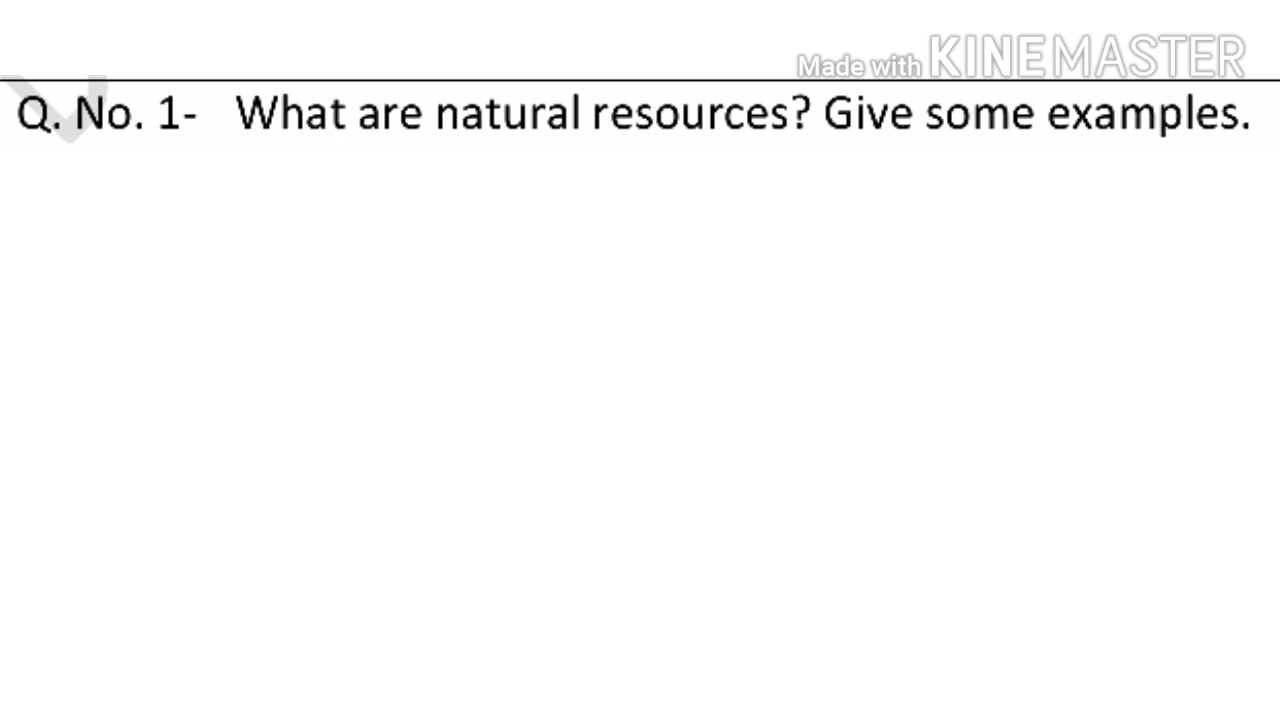 Made with KINEMASTER
Q. No. 1- What are natural resources? Give some examples.